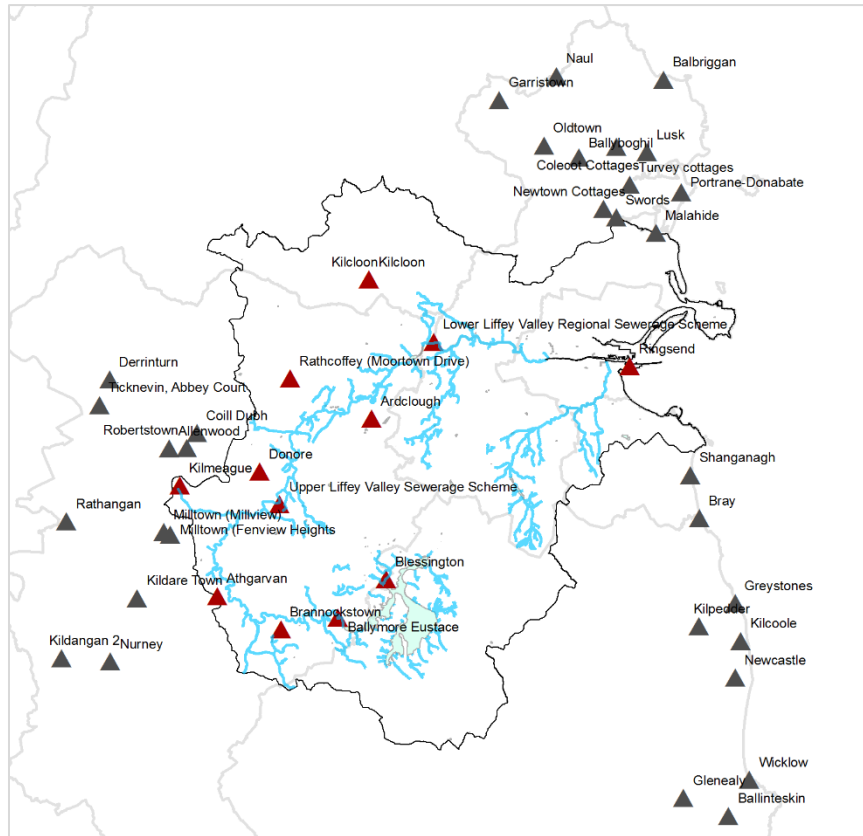 Naul
Balbriggan
Garristown
Oldtown
Ballyboghil
Lusk
Colecot Cottages
Turvey cottages
Portrane-Donabate
Newtown Cottages
Swords
Malahide
KilcloonKilcloon
Lower Liffey Valley Regional Sewerage Scheme
Ringsend
Derrinturn
Rathcoffey (Moortown Drive)
Ticknevin, Abbey Court
Ardclough
Coill Dubh
Robertstown
Allenwood
Donore
Shanganagh
Kilmeague
Upper Liffey Valley Sewerage Scheme
Rathangan
Bray
Milltown (Millview)
Milltown (Fenview Heights
Blessington
Kildare Town
Athgarvan
Greystones
Brannockstown
Kilpedder
Ballymore Eustace
Kilcoole
Kildangan 2
Nurney
Newcastle
Wicklow
Glenealy
Ballinteskin